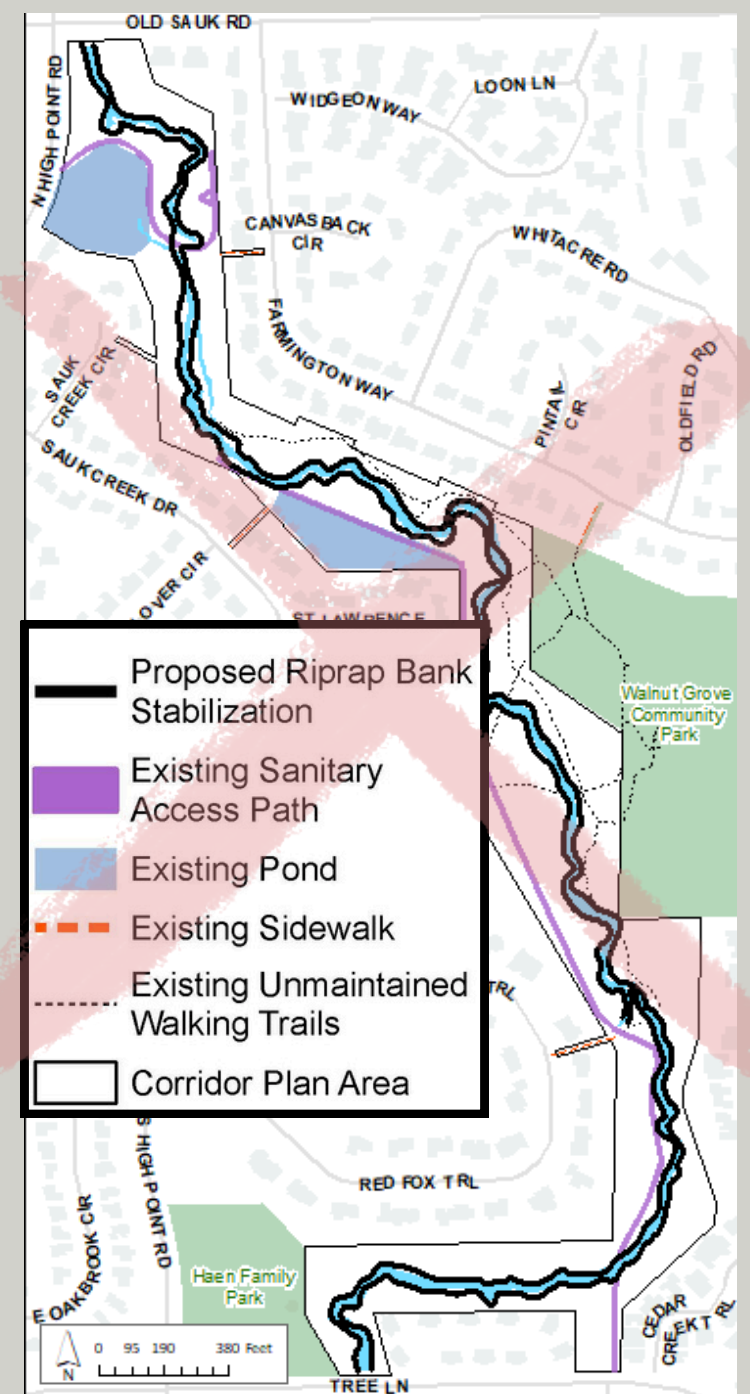 OLD SAUK RD
N HIGH POINT RD
WIDGEON WAY
LOON LN
CANVASBACK
CIR
WHITACRE RD
FARMINGTON WAY
SAUK
CREEK CIR
PINTAIL
CIR
OLDFIELD RD
SAUK CREEK DR
LOVER CIR
ST LAWRENCE
Proposed Riprap Bank
Stabilization
Existing Sanitary
Access Path
Existing Pond
Existing Sidewalk
Existing Unmaintained
Walking Trails
Corridor Plan Area
Walnut Grove
Community
Park
TRL
S HIGH POINT RD
RED FOX TRL
E OAKBROOK CIR
Haen Family
Park
CEDAR
CREEK TRL
0 95 190 380 Feet
N
TREE LN